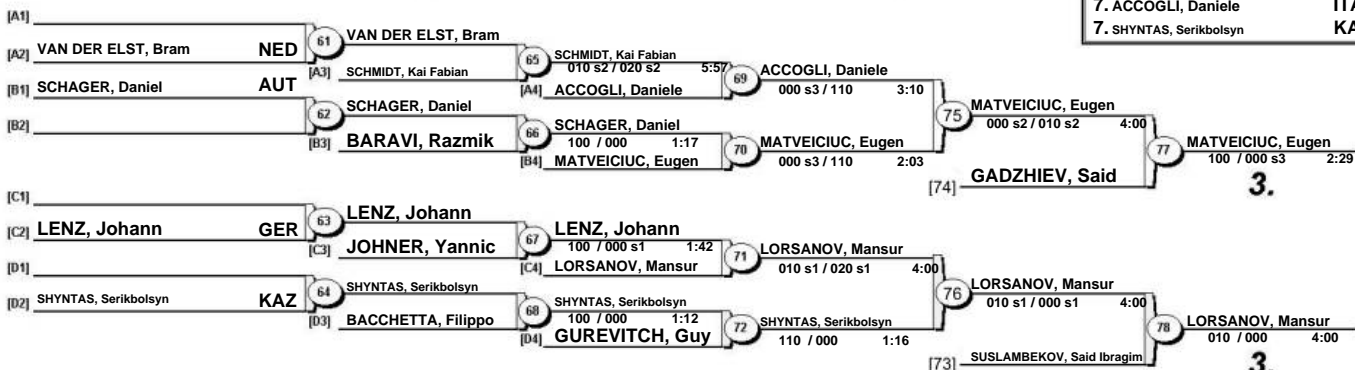 7. ACCOGLI, Daniele ITA
7. SHYNTAS, Serikbolsyn KA
[A1]
[A2] VAN DER ELST, Bram NED
[B1] SCHAGER, Daniel AUT
[B2]
61 VAN DER ELST, Bram
[A3] SCHMIDT, Kai Fabian
62 SCHAGER, Daniel
[B3] BARAVI, Razmik
65 SCHMIDT, Kai Fabian
010 s2 / 020 s2 5:57
[A4] ACCOGLI, Daniele
66 SCHAGER, Daniel
100 / 000 1:17
[B4] MATVEICIUC, Eugen
69 ACCOGLI, Daniele
000 s3 / 110 3:10
70 MATVEICIUC, Eugen
000 s3 / 110 2:03
75 MATVEICIUC, Eugen
000 s2 / 010 s2 4:00
[74] GADZHIEV, Said
77 MATVEICIUC, Eugen
100 / 000 s3 2:29
3.
[C1]
[C2] LENZ, Johann GER
[D1]
[D2] SHYNTAS, Serikbolsyn KAZ
63 LENZ, Johann
[C3] JOHNER, Yannic
64 SHYNTAS, Serikbolsyn
[D3] BACCHETTA, Filippo
67 LENZ, Johann
100 / 000 s1 1:42
[C4] LORSANOV, Mansur
68 SHYNTAS, Serikbolsyn
100 / 000 1:12
[D4] GUREVITCH, Guy
71 LORSANOV, Mansur
010 s1 / 020 s1 4:00
72 SHYNTAS, Serikbolsyn
110 / 000 1:16
76 LORSANOV, Mansur
010 s1 / 000 s1 4:00
[73] SUSLAMBEKOV, Said Ibragim
78 LORSANOV, Mansur
010 / 000 4:00
3.